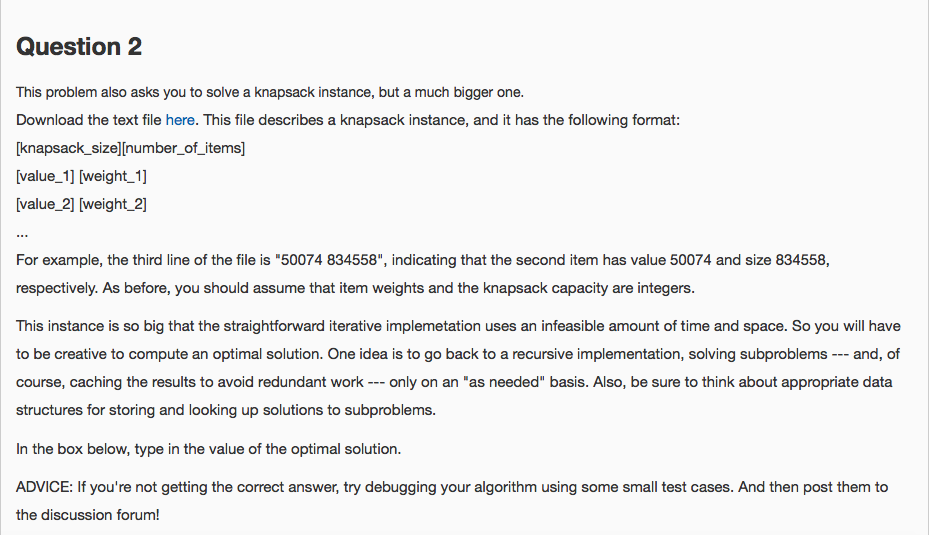 Question 2
This problem also asks you to solve a knapsack instance, but a much bigger one.
Download the text file here. This file describes a knapsack instance, and it has the following format:
[knapsack_size][number_of_items]
[value_1] [weight_1]
[value_2] [weight_2]
...
For example, the third line of the file is "50074 834558", indicating that the second item has value 50074 and size 834558,
respectively. As before, you should assume that item weights and the knapsack capacity are integers.
This instance is so big that the straightforward iterative implemetation uses an infeasible amount of time and space. So you will have
to be creative to compute an optimal solution. One idea is to go back to a recursive implementation, solving subproblems --- and, of
course, caching the results to avoid redundant work --- only on an "as needed" basis. Also, be sure to think about appropriate data
structures for storing and looking up solutions to subproblems.
In the box below, type in the value of the optimal solution.
ADVICE: If you're not getting the correct answer, try debugging your algorithm using some small test cases. And then post them to
the discussion forum!